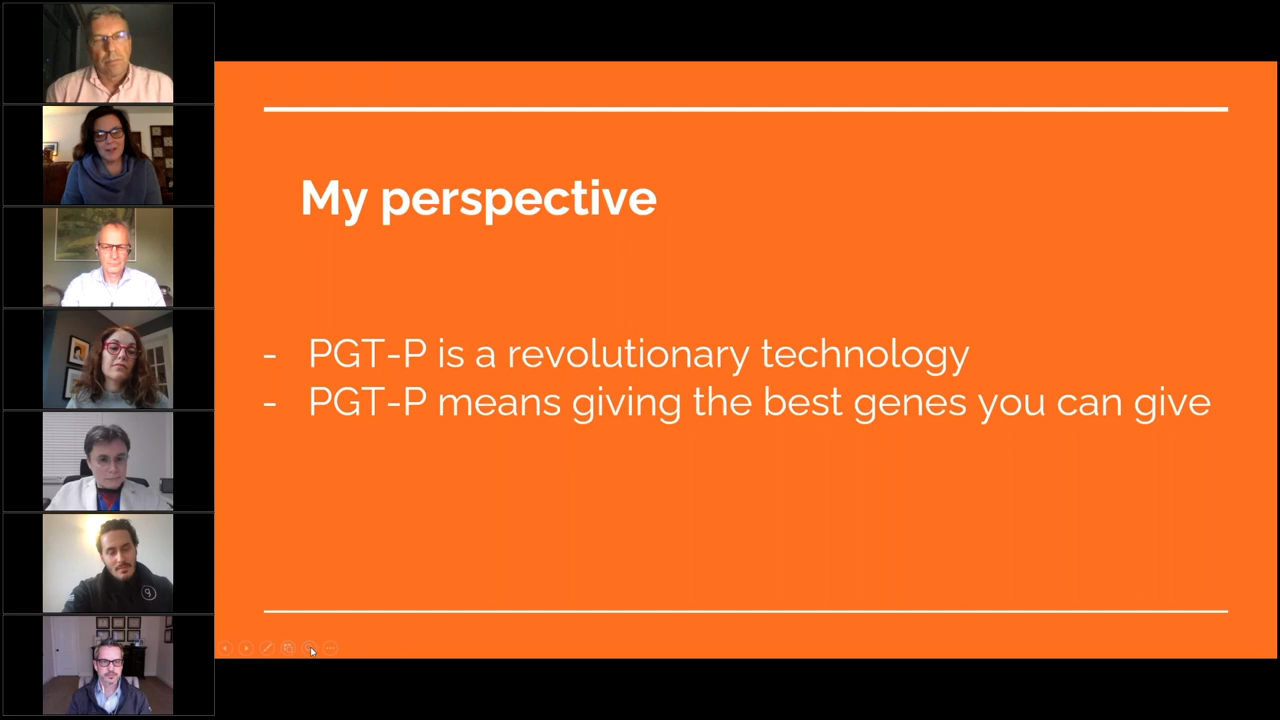 My perspective
- PGT-P is a revolutionary technology
- PGT-P means giving the best genes you can give